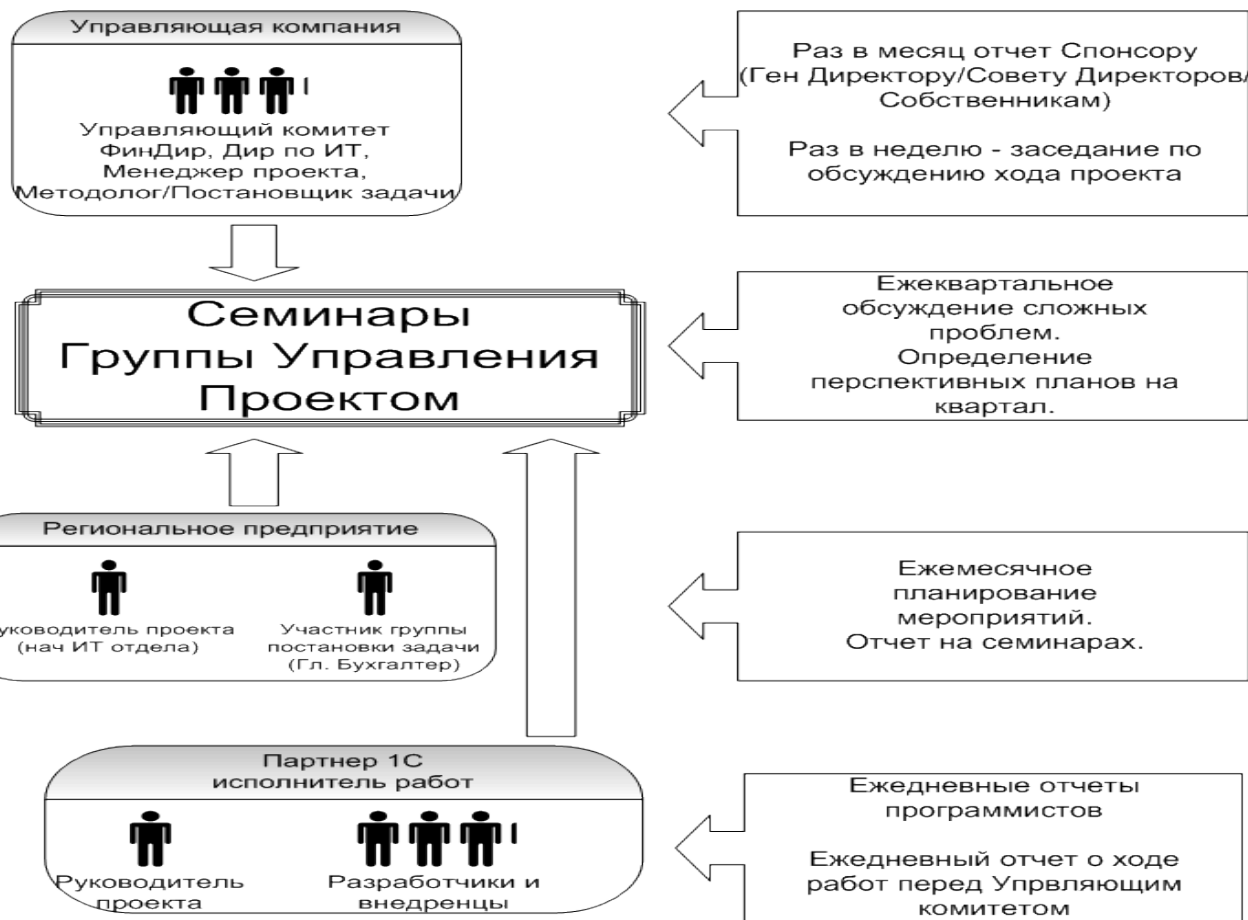 Управляющая компания
Управляющий комитет
ФинДир, Дир по ИТ,
Менеджер проекта,
Методолог/Постановщик задачи
Раз в месяц отчет Спонсору
(Ген Директору/Совету Директоров/
Собственникам)
Раз в неделю - заседание по
обсуждению хода проекта
Семинары
Группы Управления
Проектом
Ежеквартальное
обсуждение сложных
проблем.
Определение
перспективных планов на
квартал.
Региональное предприятие
уководитель проекта
(нач ИТ отдела)
Участник группы
постановки задачи
(Гл. Бухгалтер)
Ежемесячное
планирование
мероприятий.
Отчет на семинарах.
Партнер 1С
исполнитель работ
Руководитель
проекта
Разработчики и
внедренцы
Ежедневные отчеты
программистов
Ежедневный отчет о ходе
работ перед Упрвляющим
комитетом